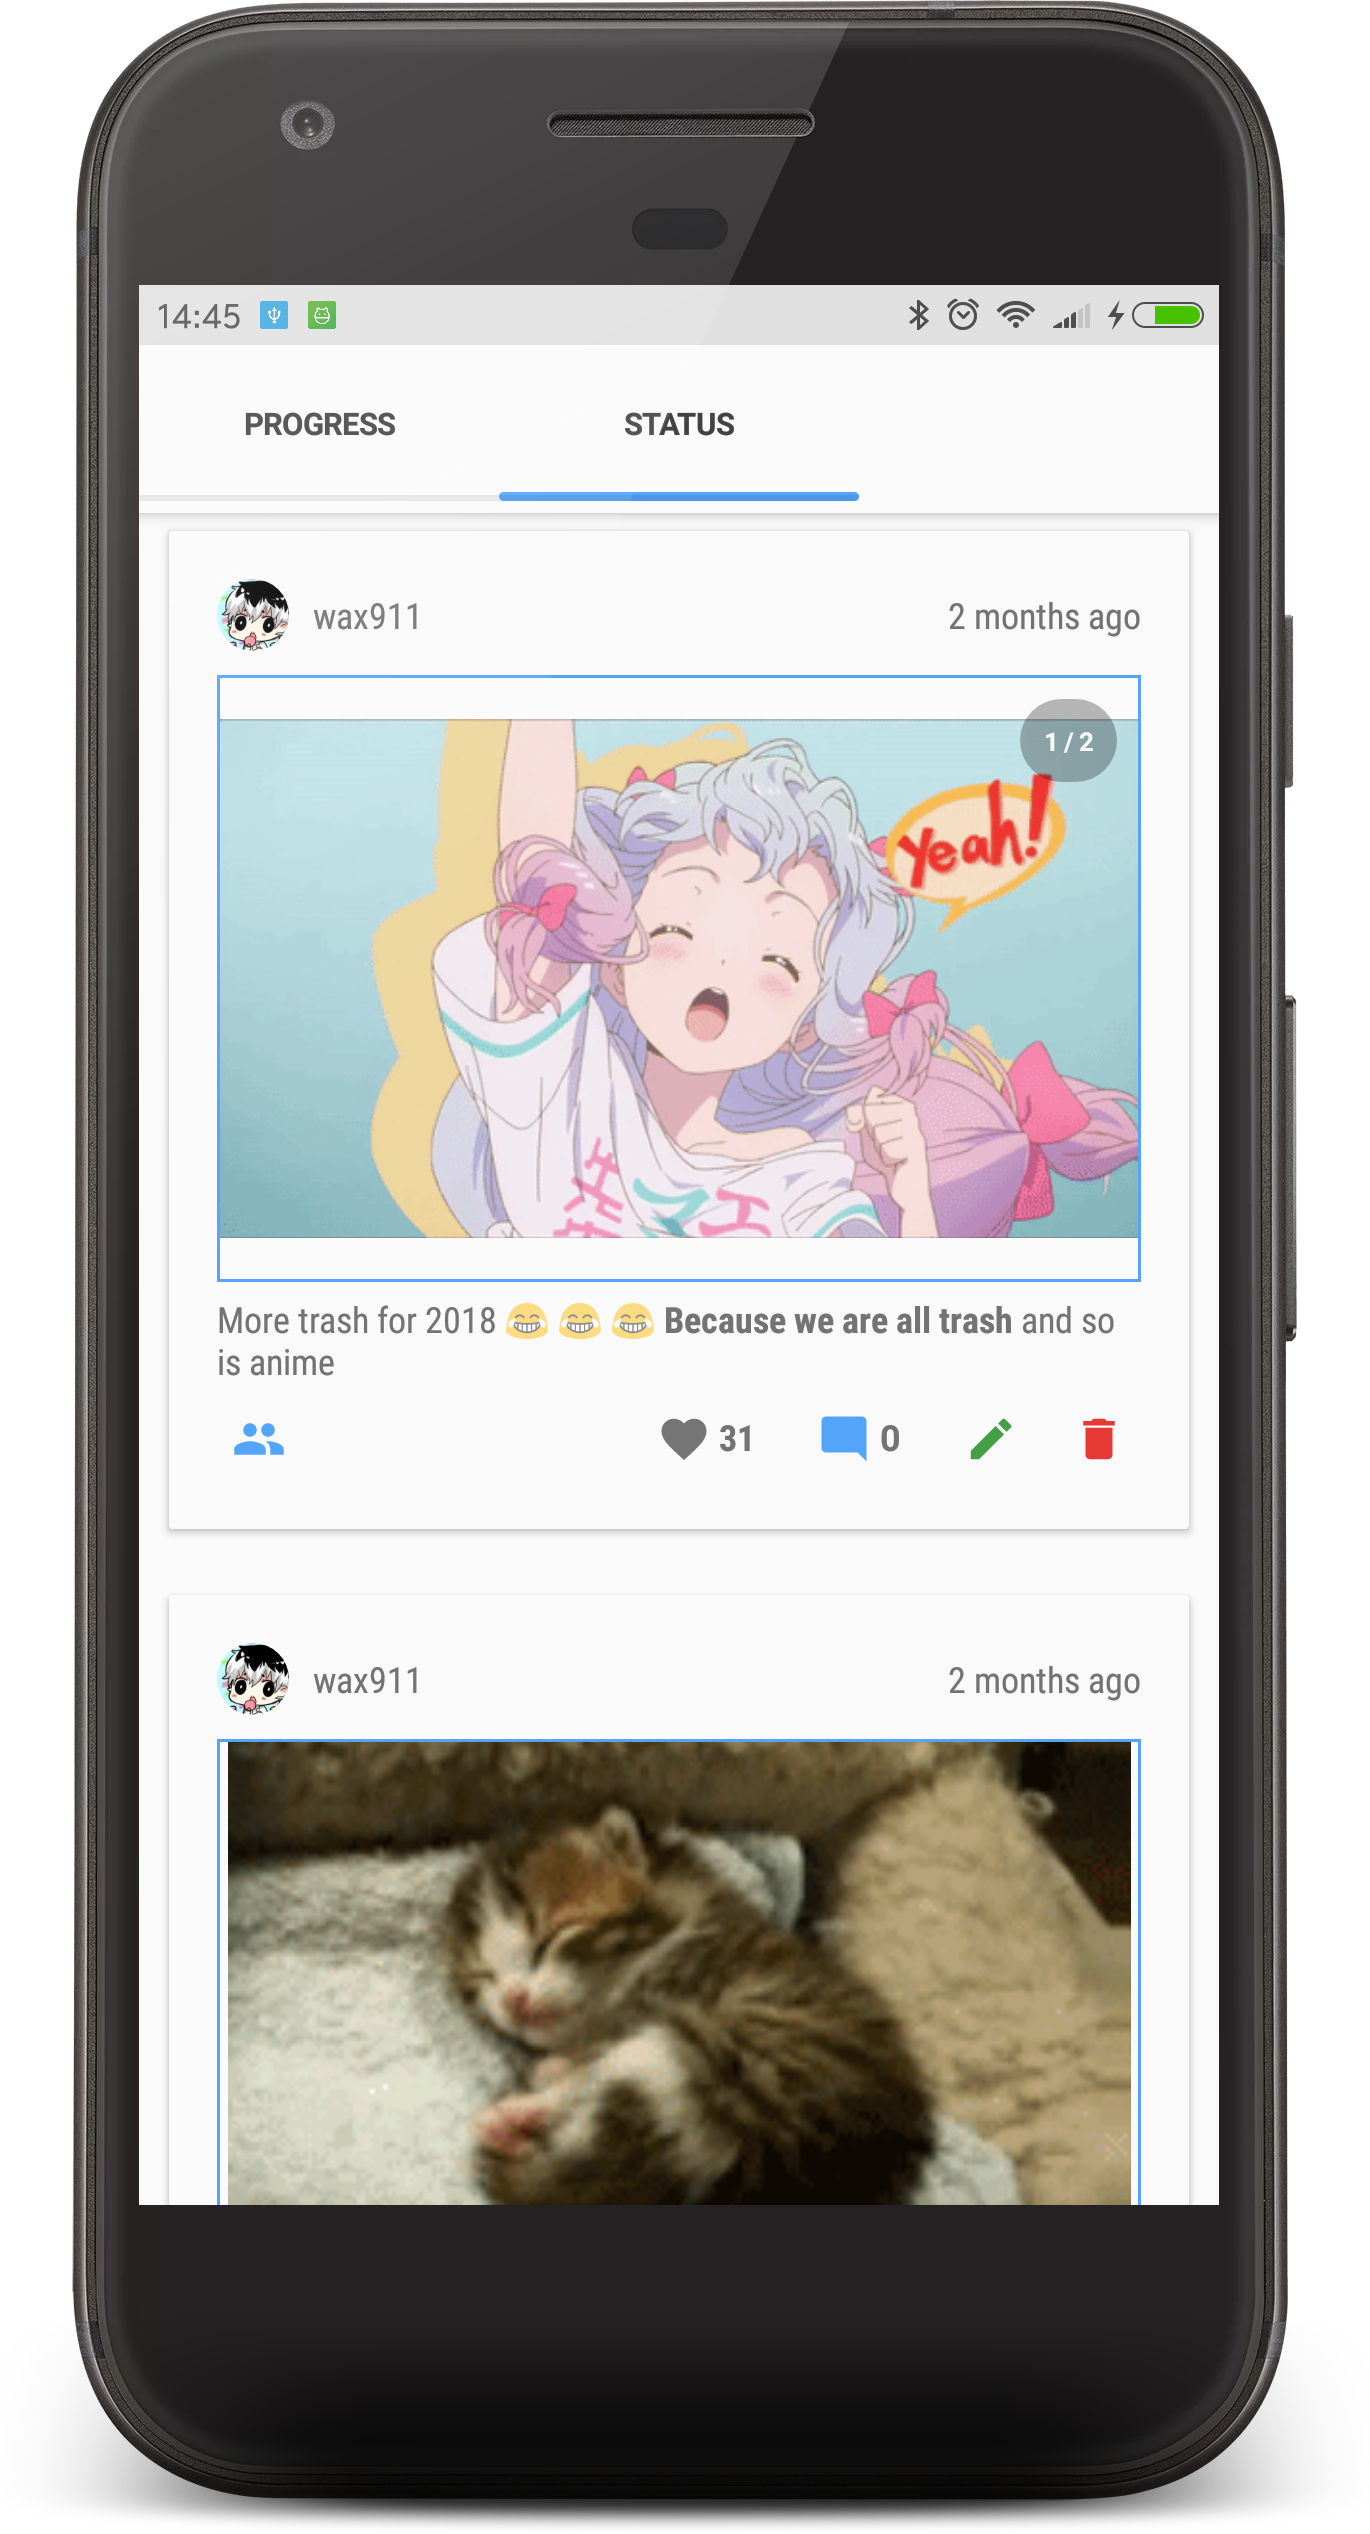 14:45
PROGRESS STATUS
wax911 2 months ago
1 / 2
yeah!
More trash for 2018 😂 😂 😂 Because we are all trash and so
is anime
31 0
wax911 2 months ago